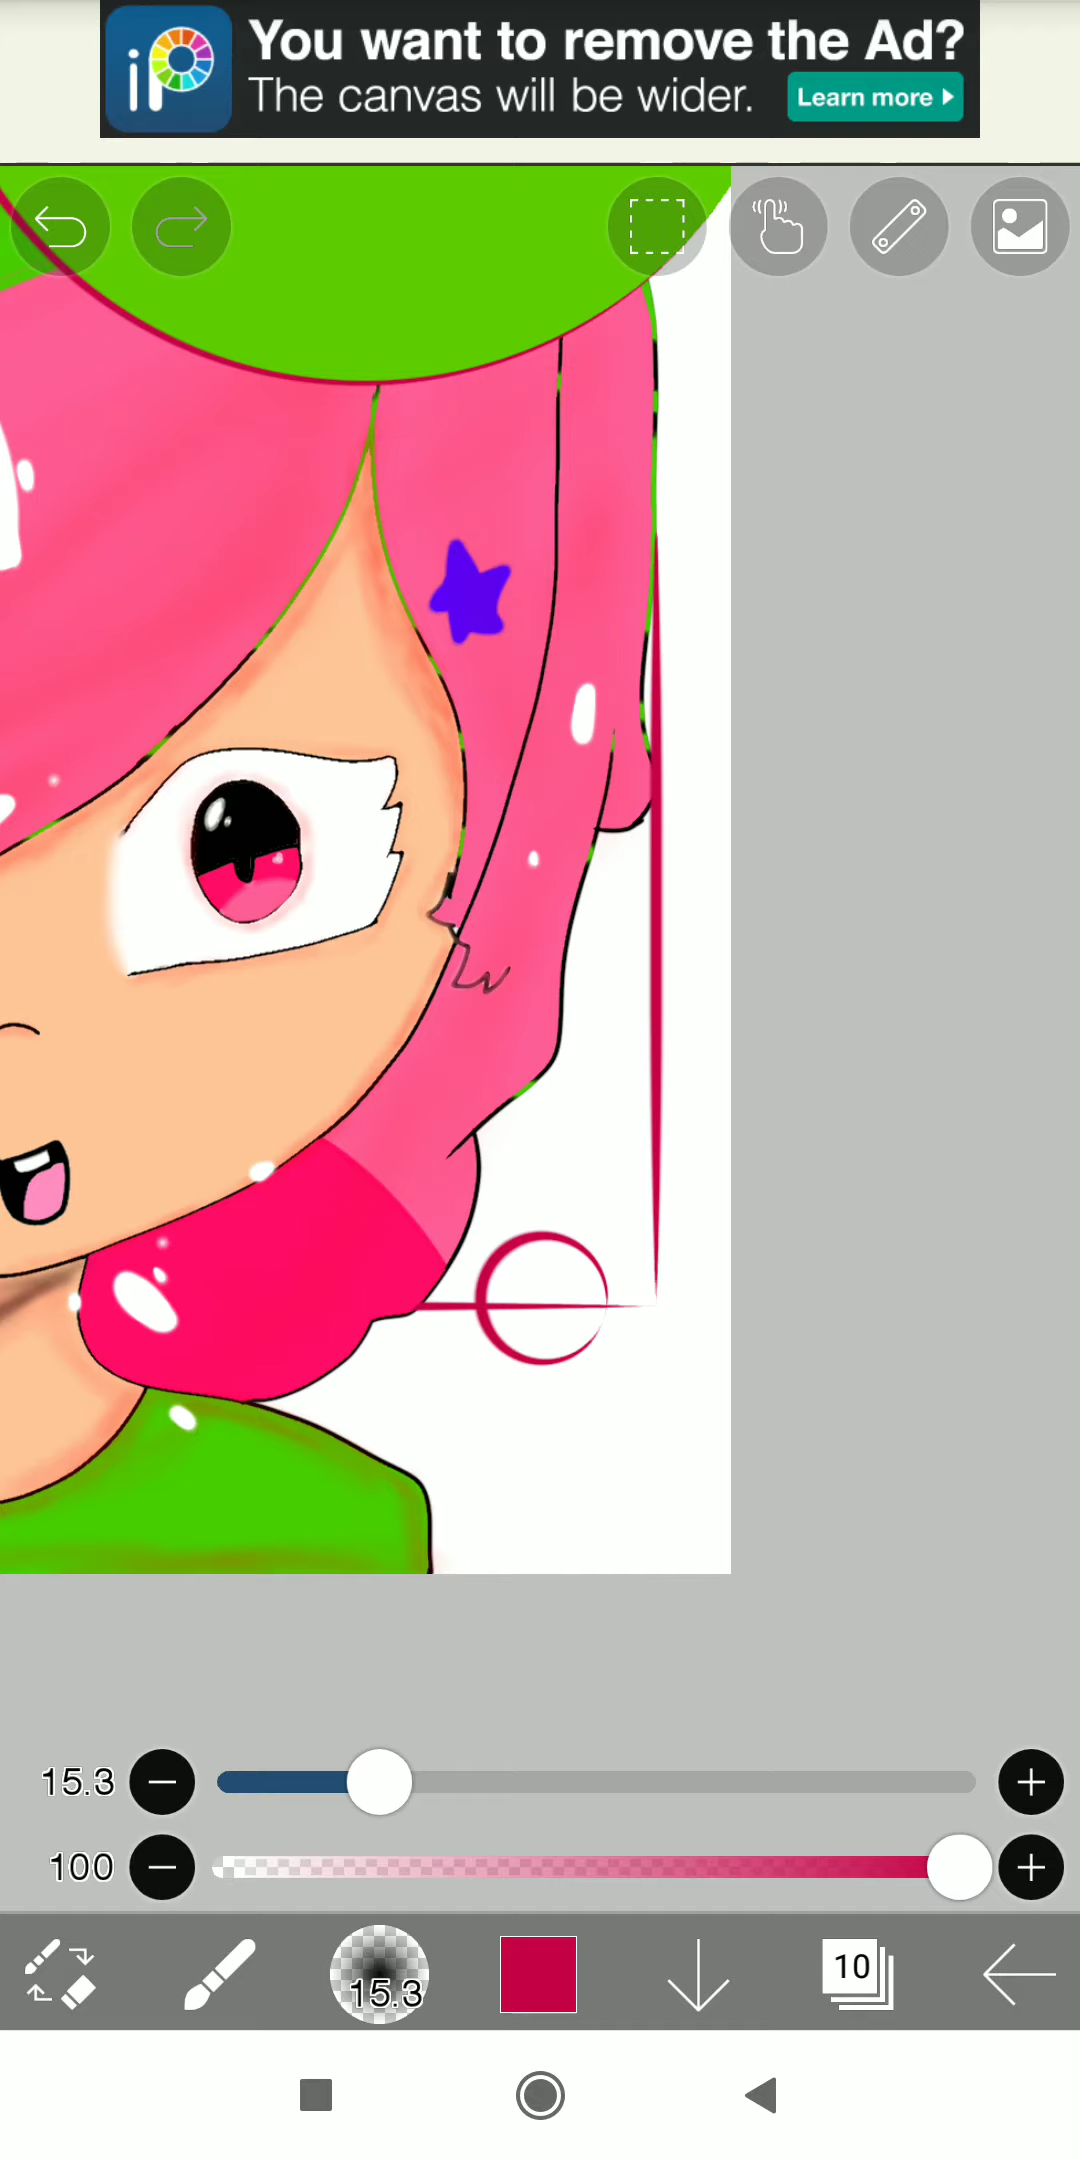 iP
You want to remove the Ad?
The canvas will be wider.
Learn more
15.3
100
15.3
10